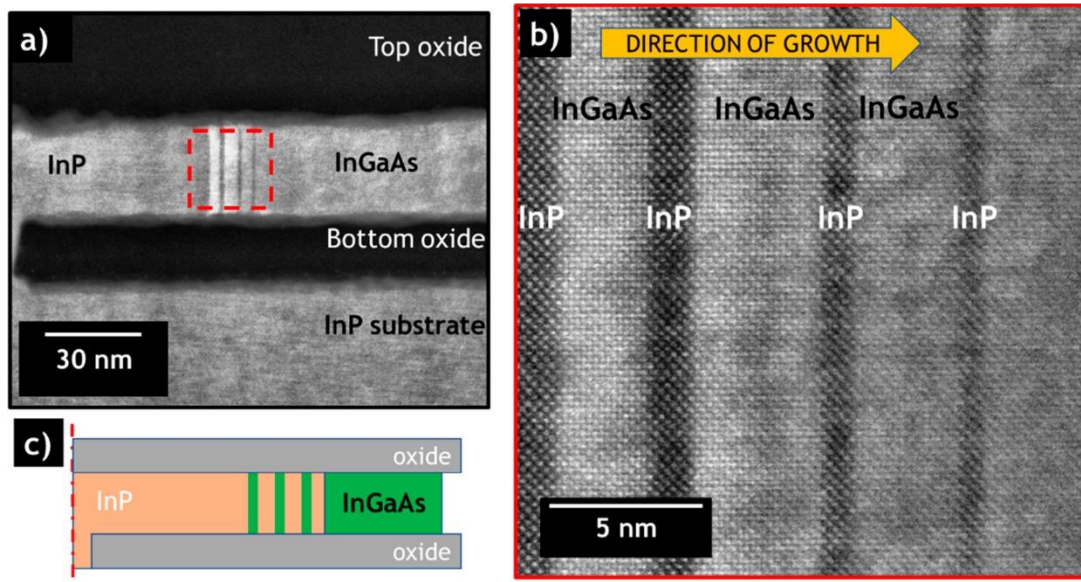 a)
Top oxide
InP
InGaAs
Bottom oxide
InP substrate
30 nm
b)
DIRECTION OF GROWTH
InGaAs InGaAs InGaAs
InP InP InP InP
5 nm
c)
oxide
InP
InGaAs
oxide